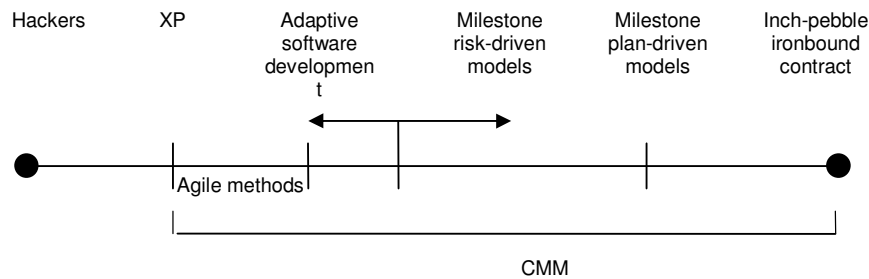 Hackers
XP
Adaptive
software
developmen
t
Milestone
risk-driven
models
Milestone
plan-driven
models
Inch-pebble
ironbound
contract
Agile methods
CMM